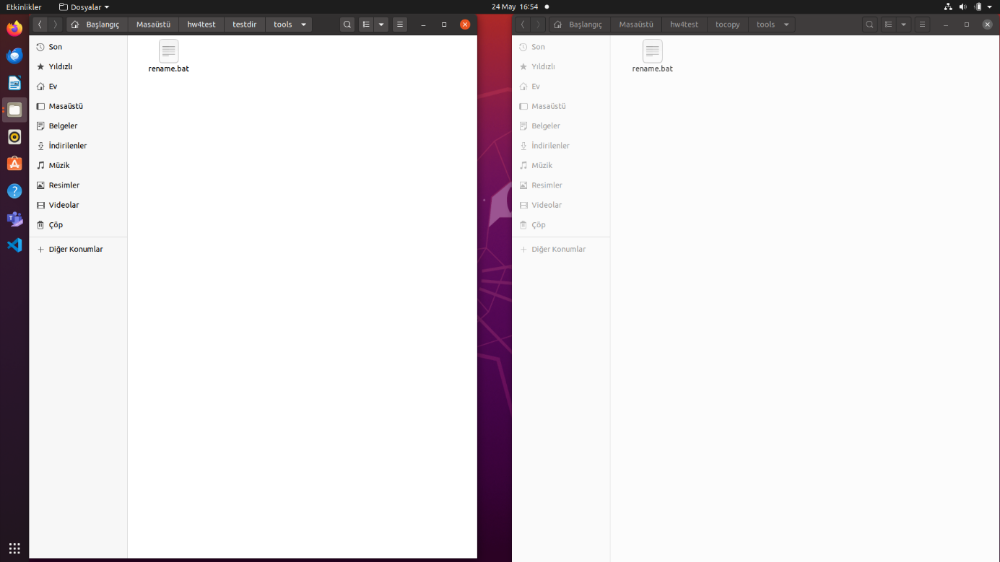 Etkinlikler Dosyalar 24 May 16:54
Başlangıç Masaüstü hw4test testdir tools
Son
Yıldızlı
Ev
Masaüstü
Belgeler
İndirilenler
Müzik
Resimler
Videolar
Çöp
Diğer Konumlar
rename.bat
Başlangıç Masaüstü hw4test tocopy tools
Son
Yıldızlı
Ev
Masaüstü
Belgeler
İndirilenler
Müzik
Resimler
Videolar
Çöp
Diğer Konumlar
rename.bat